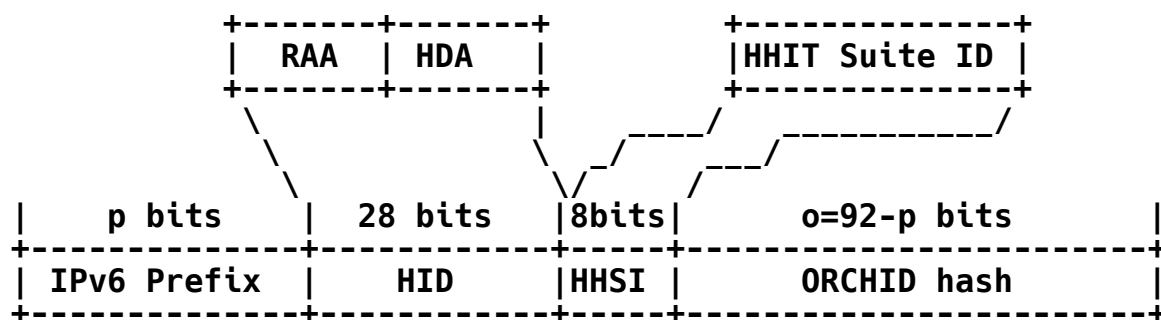 RAA HDA HHIT Suite ID
p bits 28 bits 8bits o=92-p bits
IPv6 Prefix HID HHSI ORCHID hash